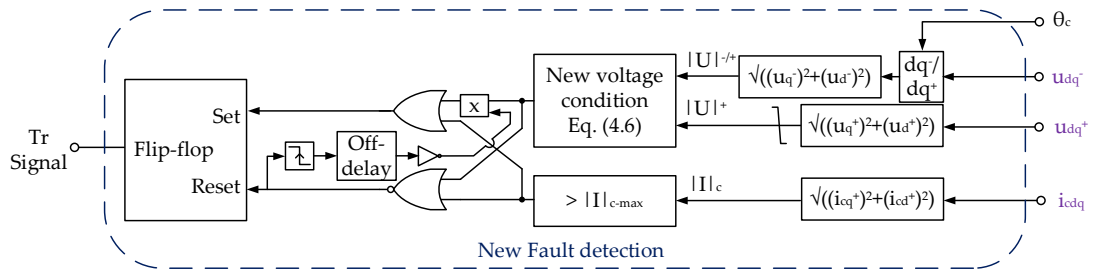 θc
|U|⁻/⁺
√((uq⁻)²+(ud⁻)²)
dq⁻/
dq⁺
udq⁻
New voltage
condition
Eq. (4.6)
|U|⁺
√((uq⁺)²+(ud⁺)²)
udq⁺
Set
x
Tr
Signal
Flip-flop
Off-
delay
Reset
> |I|c-max
|I|c
√((icq⁺)²+(icd⁺)²)
icdq
New Fault detection